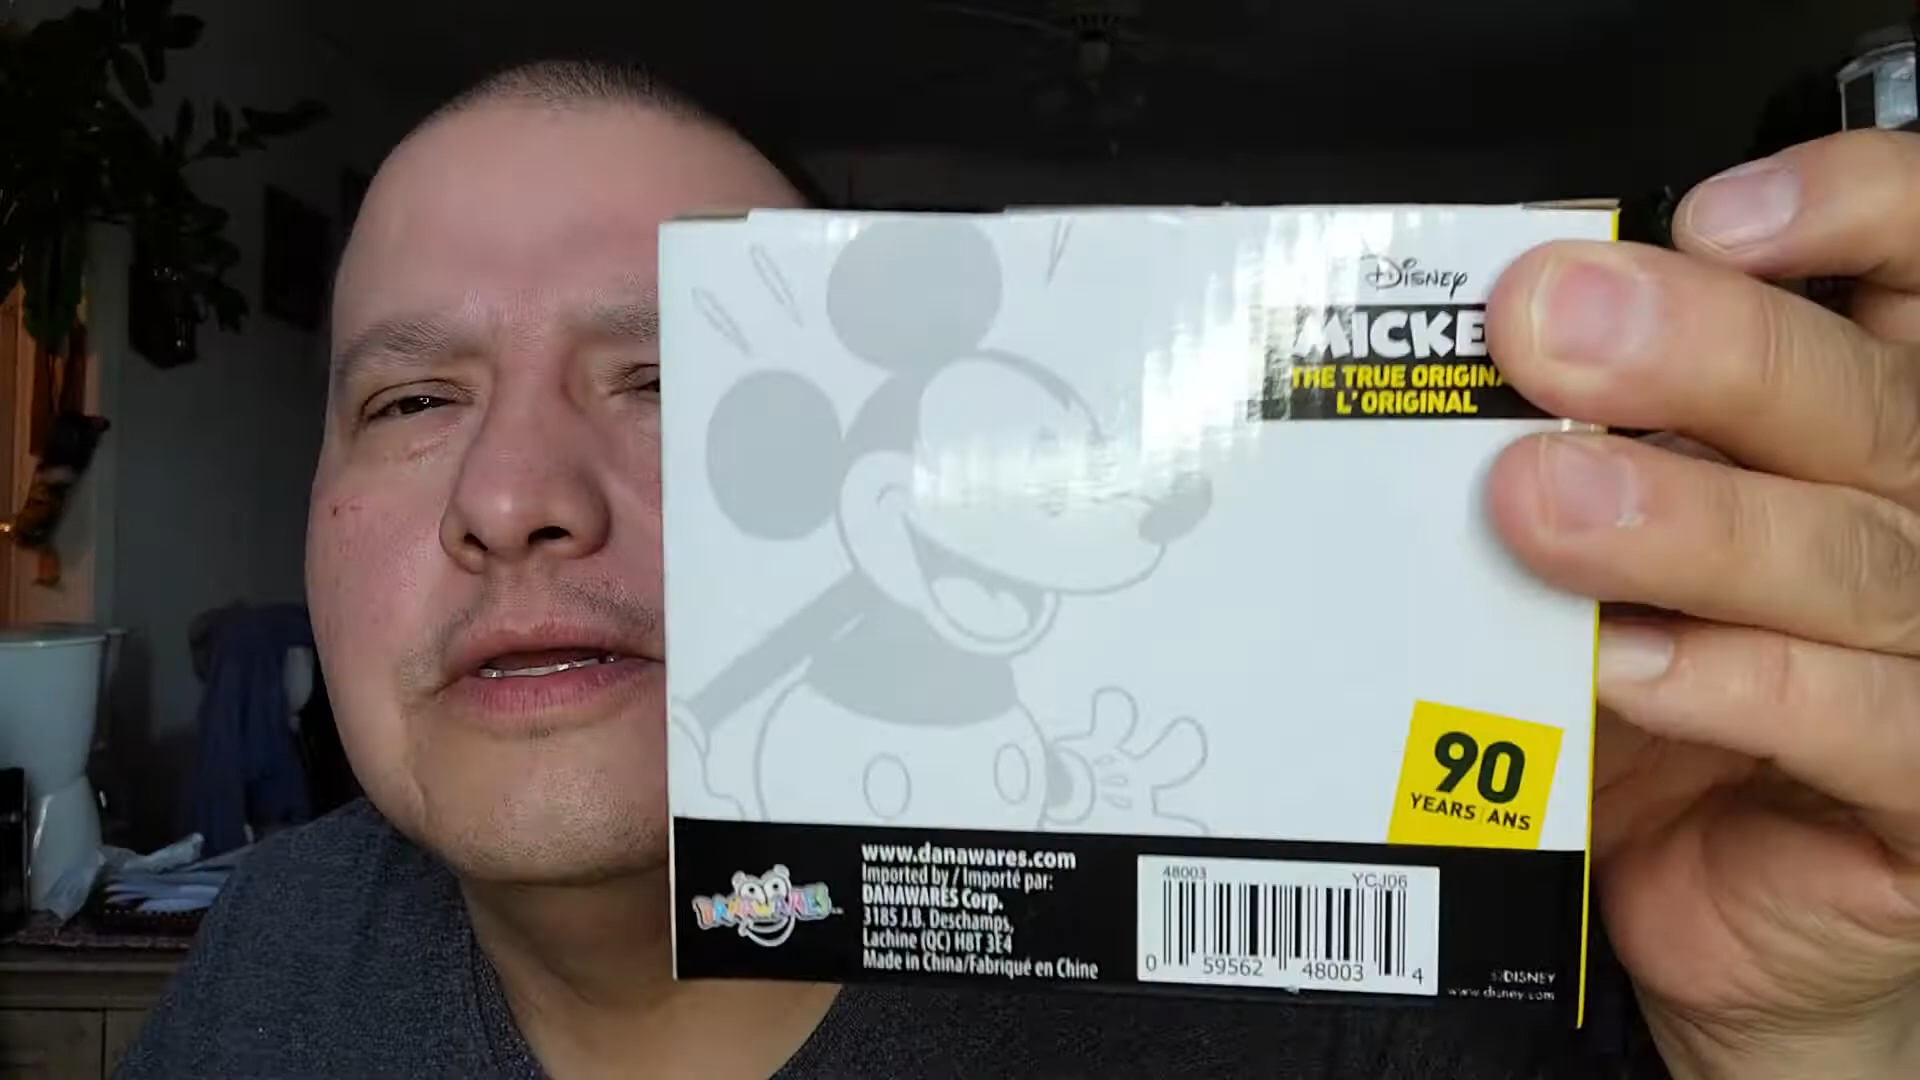 Disney
MICKE
THE TRUE ORIGINA
L'ORIGINAL
90
YEARS ANS
DANAWARES
www.danawares.com
Imported by / Importé par:
DANAWARES Corp.
3185 J.B. Deschamps,
Lachine (QC) H8T 3E4
Made in China/Fabriqué en Chine
48003 YCJ06
0 59562 48003 4
©DISNEY
www.disney.com